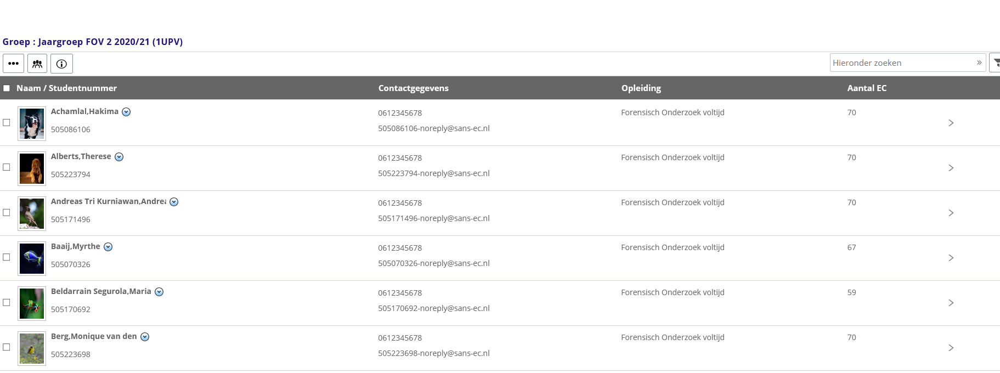 Groep : Jaargroep FOV 2 2020/21 (1UPV)
Hieronder zoeken »
Naam / Studentnummer Contactgegevens Opleiding Aantal EC
Achamlal,Hakima 0612345678 Forensisch Onderzoek voltijd 70
505086106 505086106-noreply@sans-ec.nl
Alberts,Therese 0612345678 Forensisch Onderzoek voltijd 70
505223794 505223794-noreply@sans-ec.nl
Andreas Tri Kurniawan,Andrea 0612345678 Forensisch Onderzoek voltijd 70
505171496 505171496-noreply@sans-ec.nl
Baaij,Myrthe 0612345678 Forensisch Onderzoek voltijd 67
505070326 505070326-noreply@sans-ec.nl
Beldarrain Segurola,Maria 0612345678 Forensisch Onderzoek voltijd 59
505170692 505170692-noreply@sans-ec.nl
Berg,Monique van den 0612345678 Forensisch Onderzoek voltijd 70
505223698 505223698-noreply@sans-ec.nl